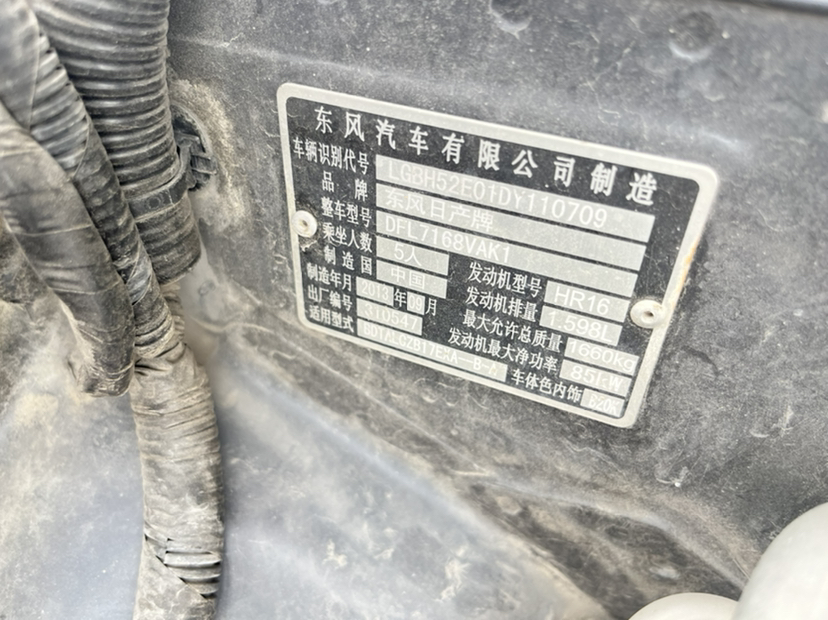 东风汽车有限公司制造
车辆识别代号 LGBH52E01DY110709
品牌 东风日产牌
整车型号 DFL7168VAK1
乘坐人数 5人 发动机型号 HR16
制造国 中国 发动机排量 1.598L
制造年月 2013年09月 最大允许总质量 1660kg
出厂编号 310547 发动机最大净功率 85kW
适用型式 车体色内饰